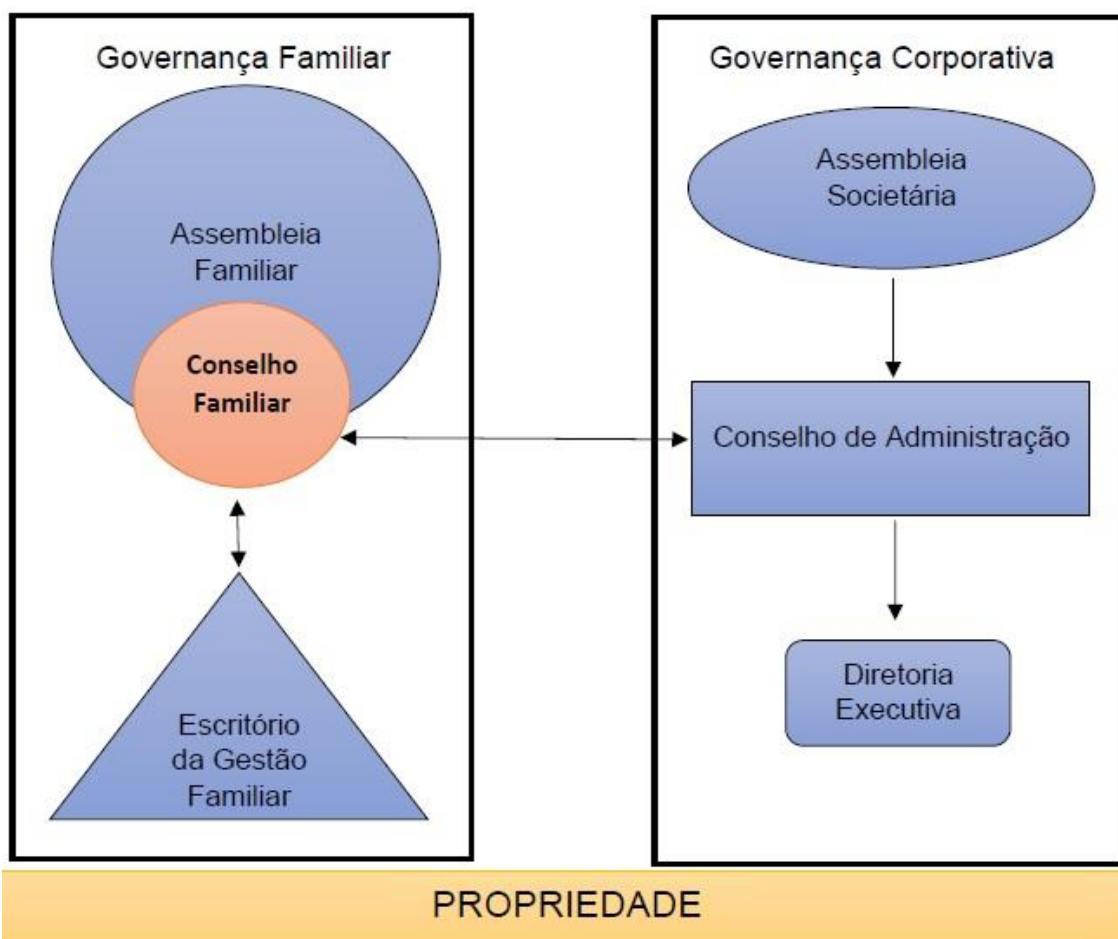 Governança Familiar
Assembleia
Familiar
Conselho
Familiar
Escritório
da Gestão
Familiar
Governança Corporativa
Assembleia
Societária
Conselho de Administração
Diretoria
Executiva
PROPRIEDADE